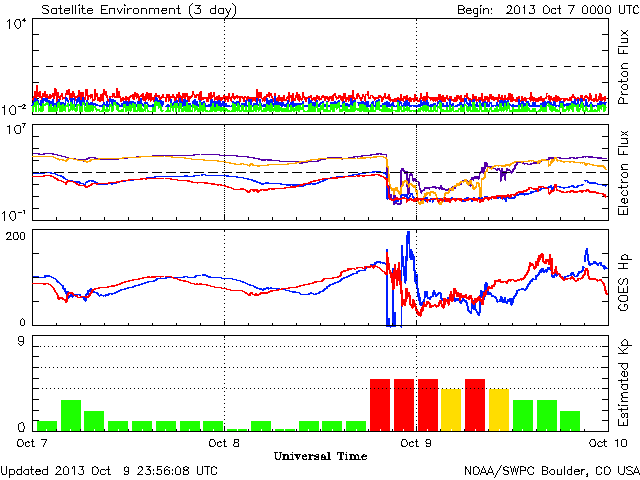 Satellite Environment (3 day) Begin: 2013 Oct 7 0000 UTC
10⁴
10⁻²
Proton Flux
10⁷
10⁻¹
Electron Flux
200
0
GOES Hp
9
0
Estimated Kp
Oct 7 Oct 8 Oct 9 Oct 10
Universal Time
Updated 2013 Oct 9 23:56:08 UTC NOAA/SWPC Boulder, CO USA